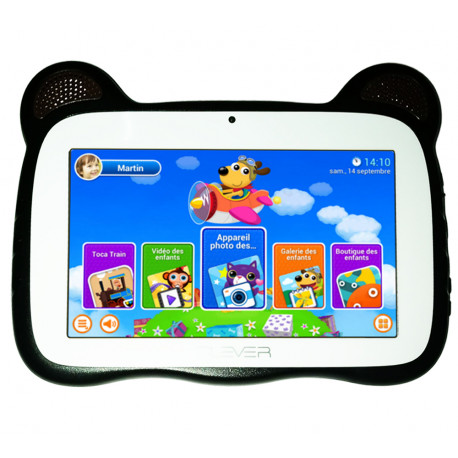 Martin
14:10
sam., 14 septembre
Toca Train
Vidéo des
enfants
Appareil
photo des...
Galerie des
enfants
Boutique des
enfants